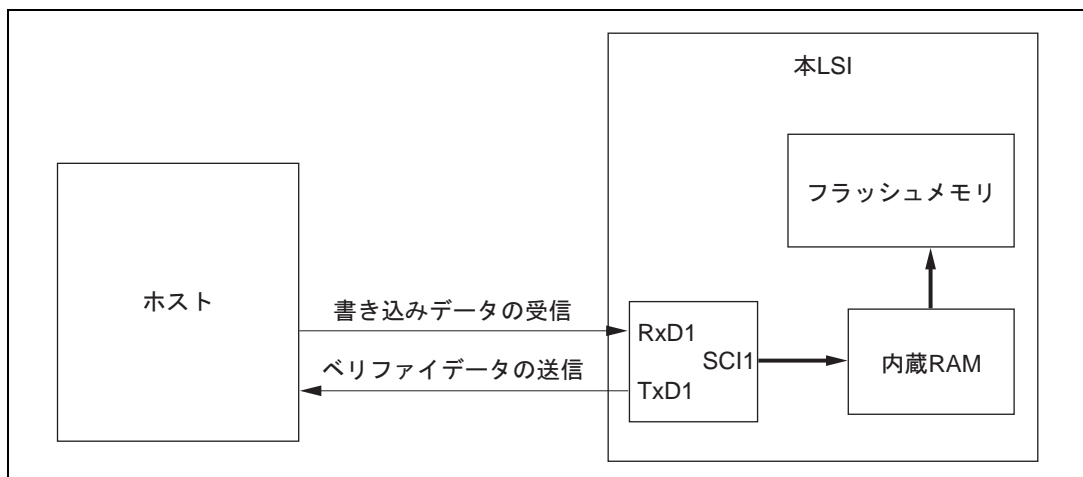 本LSI
フラッシュメモリ
ホスト
書き込みデータの受信
ベリファイデータの送信
RxD1
SCI1
TxD1
内蔵RAM